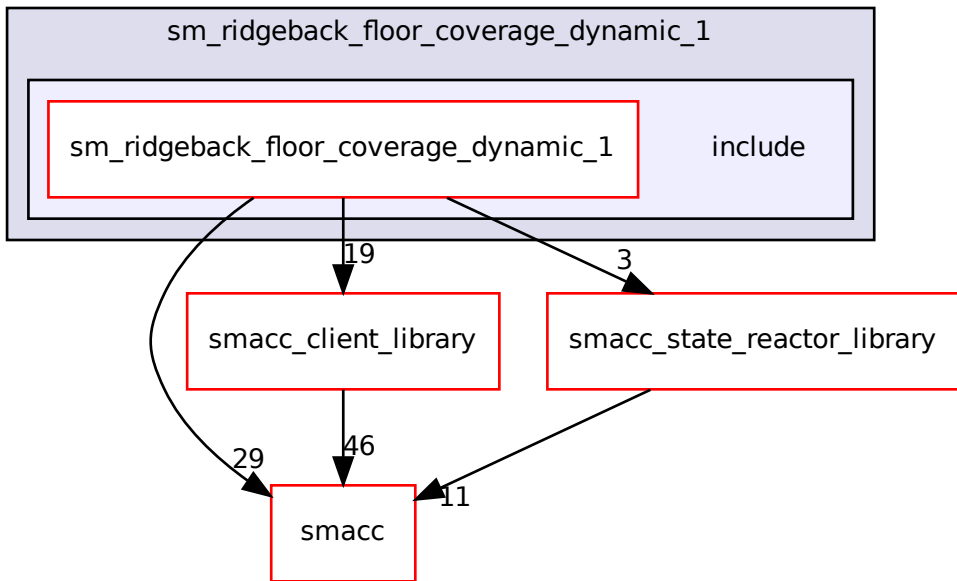 sm_ridgeback_floor_coverage_dynamic_1
sm_ridgeback_floor_coverage_dynamic_1
include
19
3
smacc_client_library
smacc_state_reactor_library
29
46
11
smacc